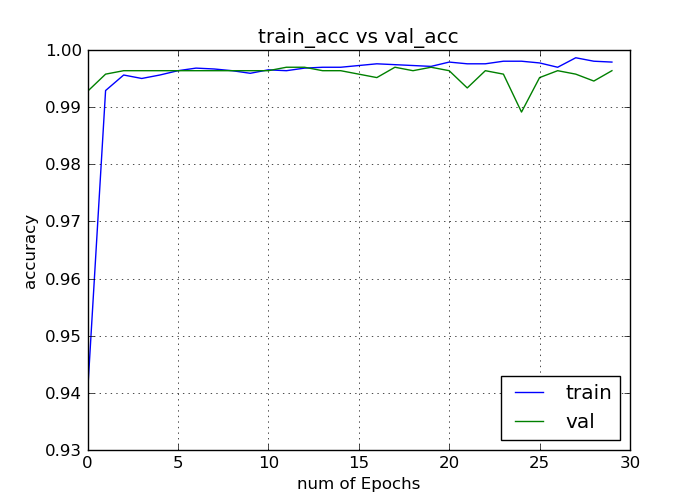 train_acc vs val_acc
1.00
0.99
0.98
0.97
0.96
0.95
0.94
0.93
accuracy
train
val
0 5 10 15 20 25 30
num of Epochs